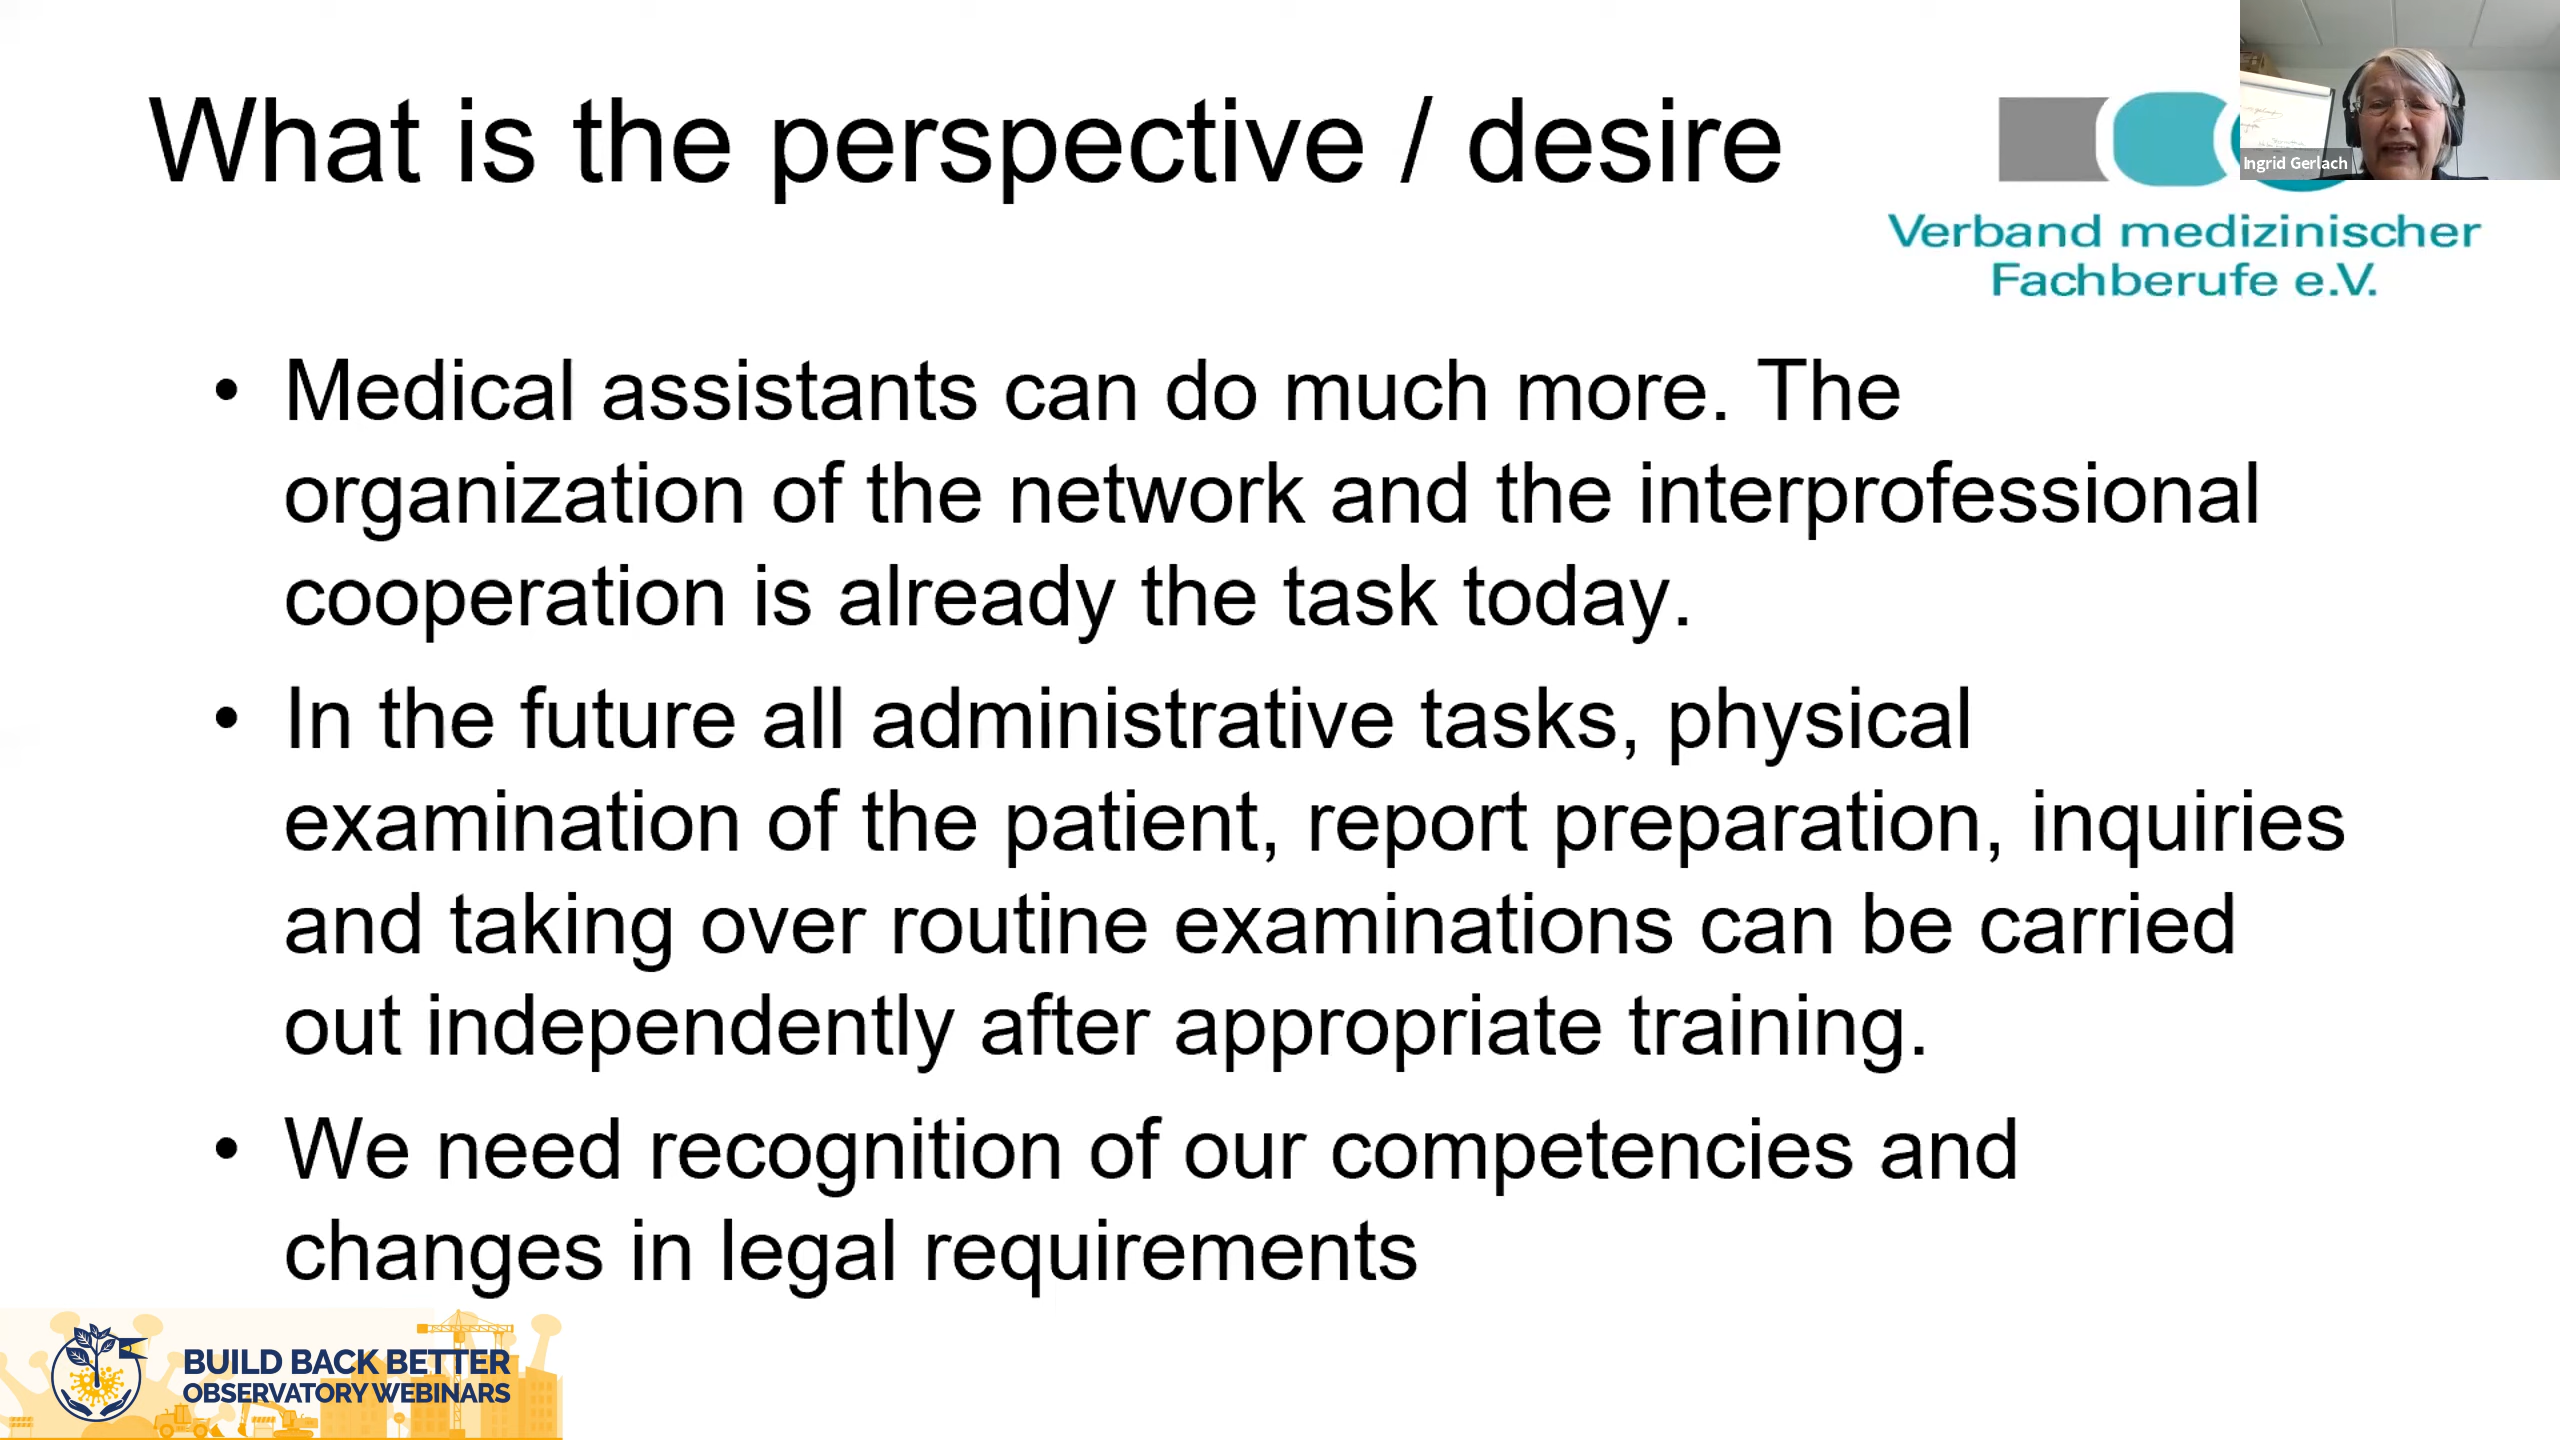 What is the perspective / desire
Ingrid Gerlach
Verband medizinischer
Fachberufe e.V.
• Medical assistants can do much more. The
organization of the network and the interprofessional
cooperation is already the task today.
• In the future all administrative tasks, physical
examination of the patient, report preparation, inquiries
and taking over routine examinations can be carried
out independently after appropriate training.
• We need recognition of our competencies and
changes in legal requirements
BUILD BACK BETTER
OBSERVATORY WEBINARS